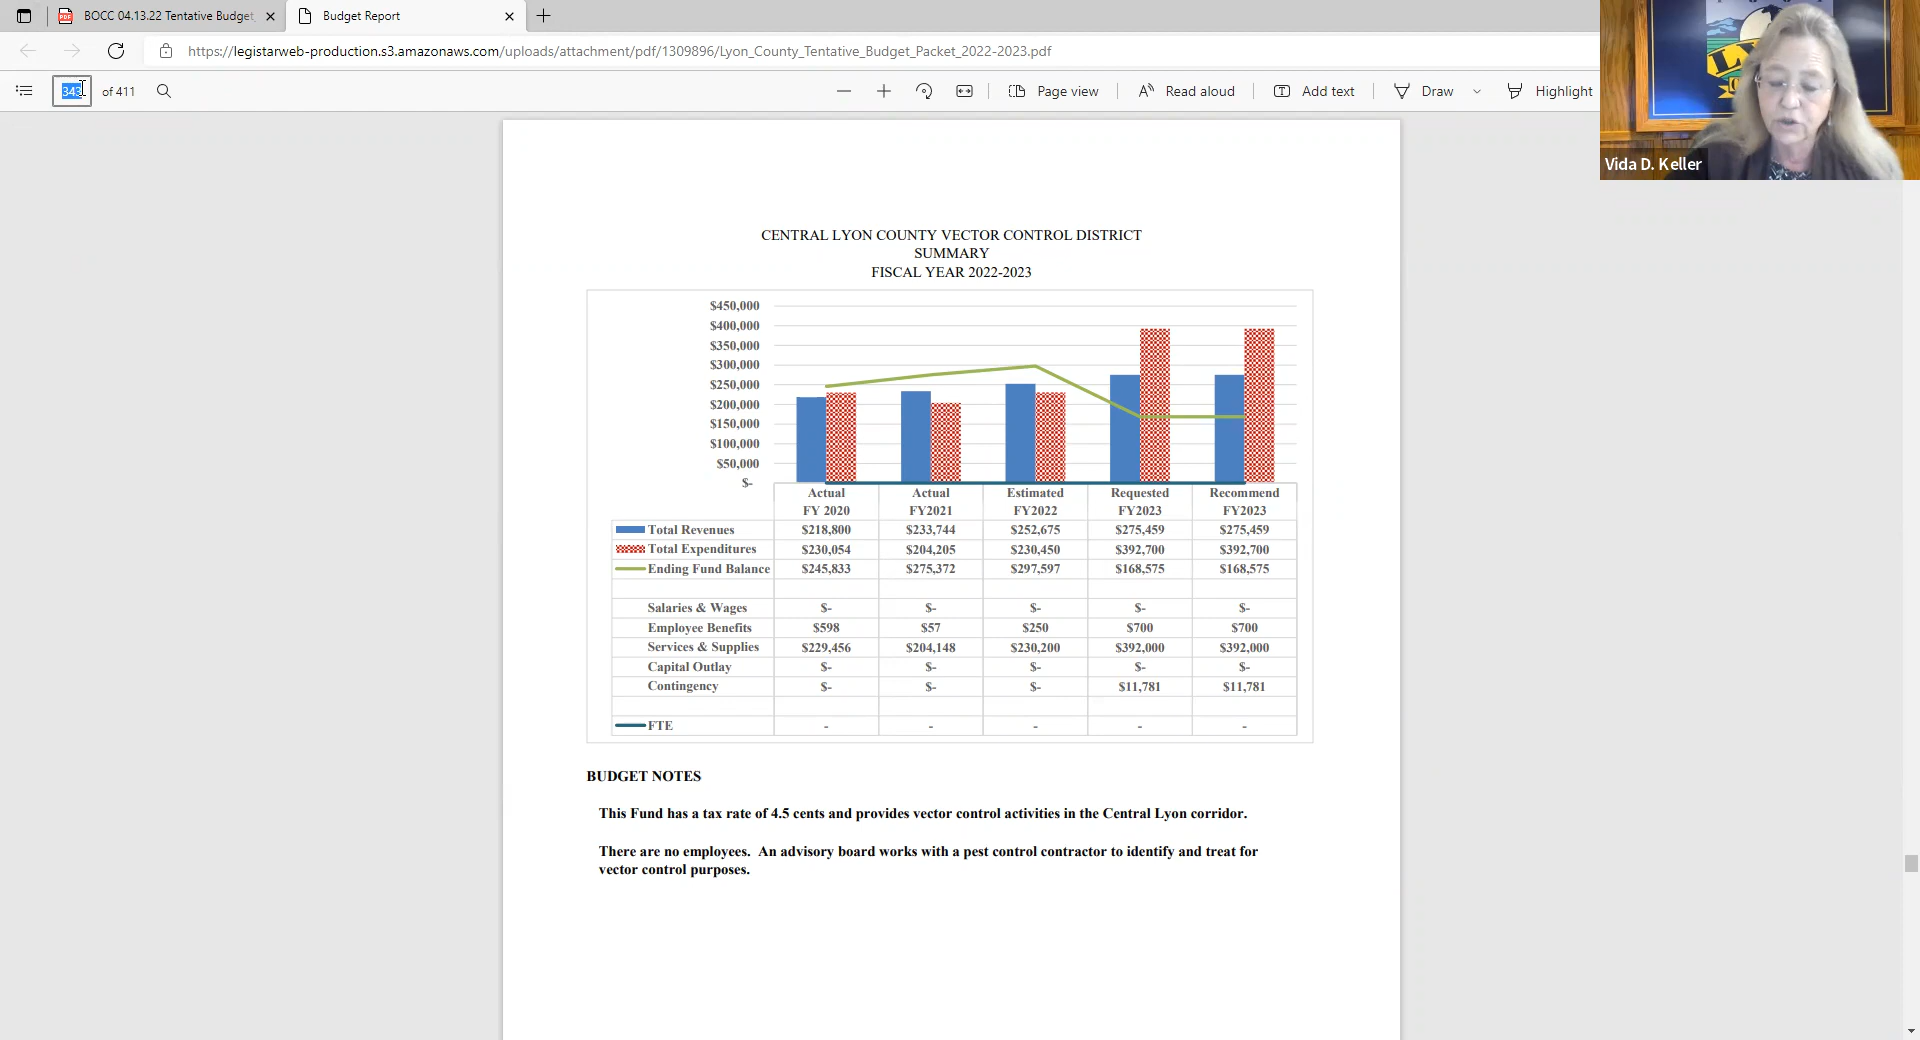 BOCC 04.13.22 Tentative Budget
Budget Report
https://legistarweb-production.s3.amazonaws.com/uploads/attachment/pdf/1309896/Lyon_County_Tentative_Budget_Packet_2022-2023.pdf
343 of 411
Page view
Read aloud
Add text
Draw
Highlight
Vida D. Keller
CENTRAL LYON COUNTY VECTOR CONTROL DISTRICT
SUMMARY
FISCAL YEAR 2022-2023
$450,000
$400,000
$350,000
$300,000
$250,000
$200,000
$150,000
$100,000
$50,000
$-
Actual Actual Estimated Requested Recommend
FY 2020 FY2021 FY2022 FY2023 FY2023
Total Revenues $218,800 $233,744 $252,675 $275,459 $275,459
Total Expenditures $230,054 $204,205 $230,450 $392,700 $392,700
Ending Fund Balance $245,833 $275,372 $297,597 $168,575 $168,575
Salaries & Wages $- $- $- $- $-
Employee Benefits $598 $57 $250 $700 $700
Services & Supplies $229,456 $204,148 $230,200 $392,000 $392,000
Capital Outlay $- $- $- $- $-
Contingency $- $- $- $11,781 $11,781
FTE - - - - -
BUDGET NOTES
This Fund has a tax rate of 4.5 cents and provides vector control activities in the Central Lyon corridor.
There are no employees. An advisory board works with a pest control contractor to identify and treat for
vector control purposes.